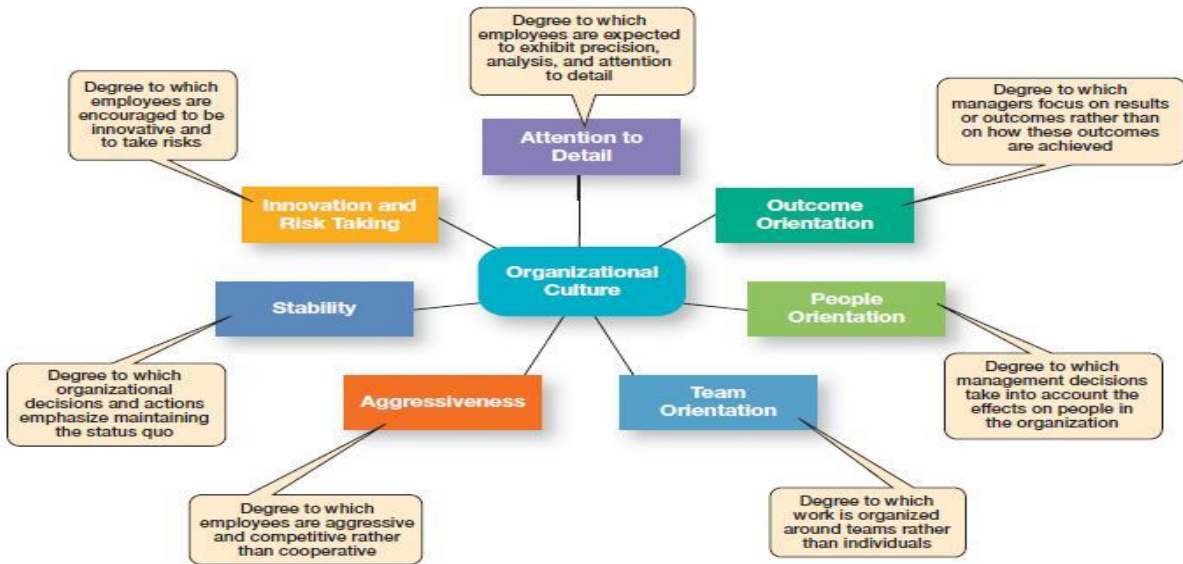 Degree to which
employees are expected
to exhibit precision,
analysis, and attention
to detail
Attention to
Detail
Degree to which
employees are
encouraged to be
innovative and
to take risks
Innovation and
Risk Taking
Degree to which
managers focus on results
or outcomes rather than
on how these outcomes
are achieved
Outcome
Orientation
Organizational
Culture
Stability
Degree to which
organizational
decisions and actions
emphasize maintaining
the status quo
People
Orientation
Degree to which
management decisions
take into account the
effects on people in
the organization
Aggressiveness
Degree to which
employees are aggressive
and competitive rather
than cooperative
Team
Orientation
Degree to which
work is organized
around teams rather
than individuals